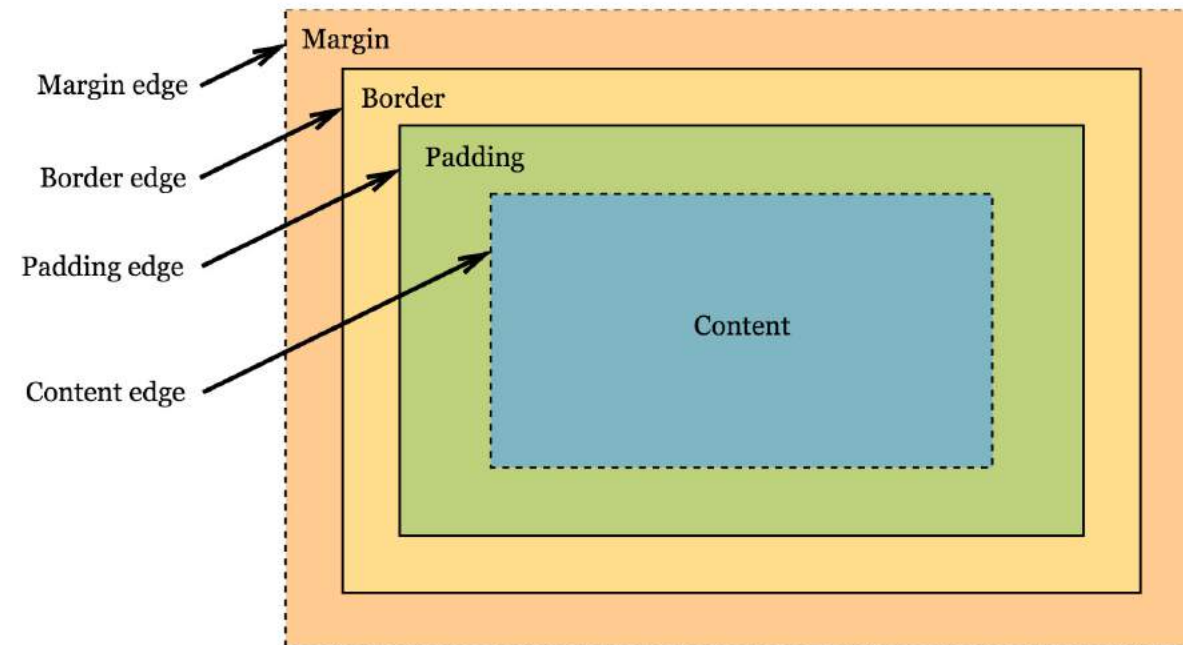 Margin
Margin edge
Border
Border edge
Padding
Padding edge
Content
Content edge